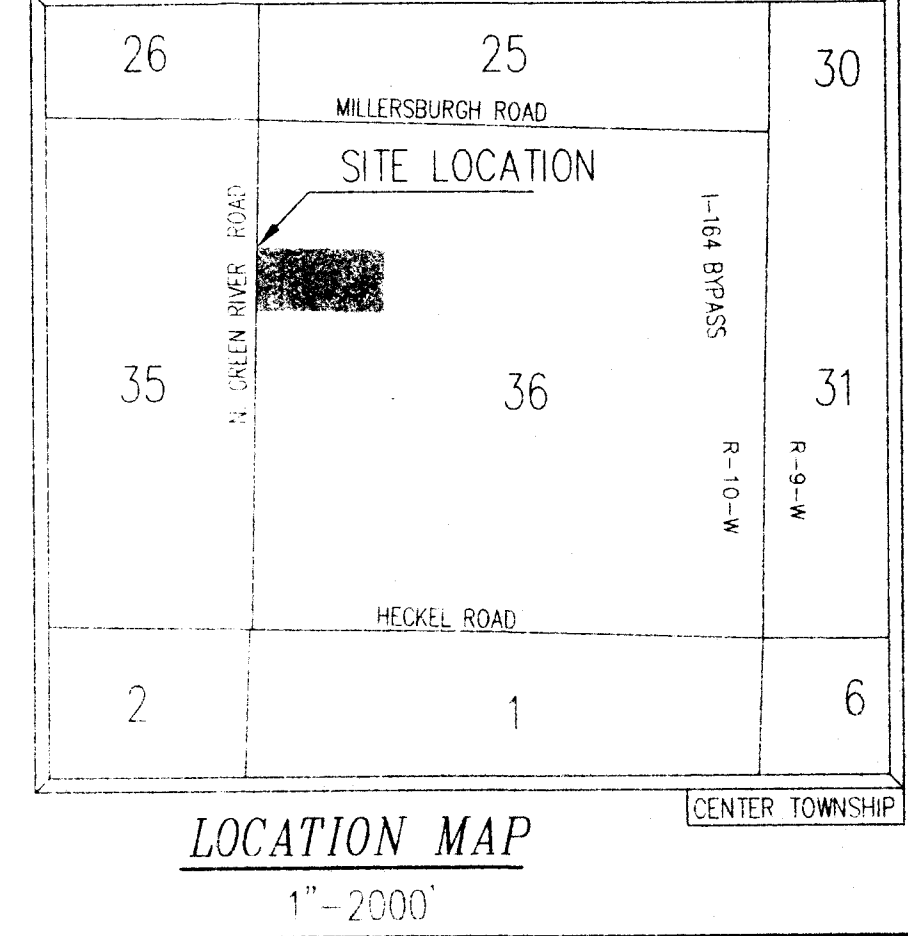 26
25
30
MILLERSBURGH ROAD
SITE LOCATION
N. GREEN RIVER ROAD
I-164 BYPASS
35
36
31
R-10-W
R-9-W
HECKEL ROAD
2
1
6
CENTER TOWNSHIP
LOCATION MAP
1"-2000'